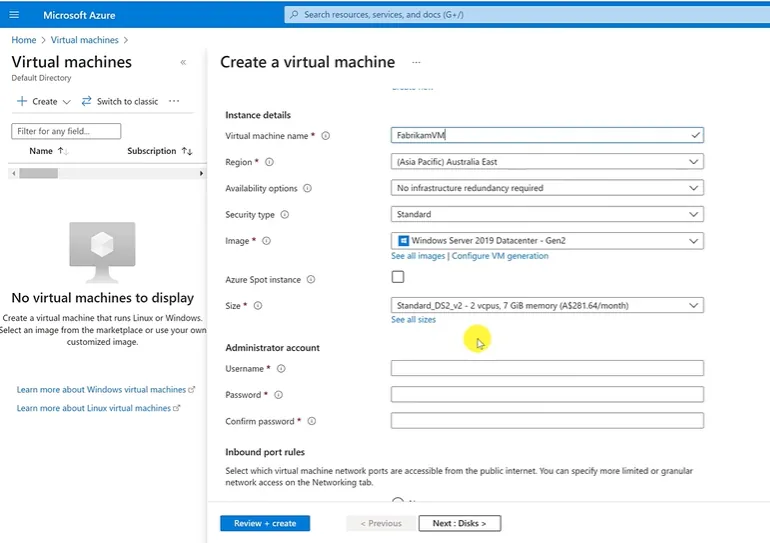 Microsoft Azure
Search resources, services, and docs (G+/)
Home > Virtual machines >
Virtual machines
Default Directory
Create
Switch to classic
Filter for any field...
Name
Subscription
No virtual machines to display
Create a virtual machine that runs Linux or Windows.
Select an image from the marketplace or use your own
customized image.
Learn more about Windows virtual machines
Learn more about Linux virtual machines
Create a virtual machine
Instance details
Virtual machine name *
FabrikamVM
Region *
(Asia Pacific) Australia East
Availability options
No infrastructure redundancy required
Security type
Standard
Image *
Windows Server 2019 Datacenter - Gen2
See all images | Configure VM generation
Azure Spot instance
Size *
Standard_DS2_v2 - 2 vcpus, 7 GiB memory (A$281.64/month)
See all sizes
Administrator account
Username *
Password *
Confirm password *
Inbound port rules
Select which virtual machine network ports are accessible from the public internet. You can specify more limited or granular
network access on the Networking tab.
Review + create
< Previous
Next : Disks >